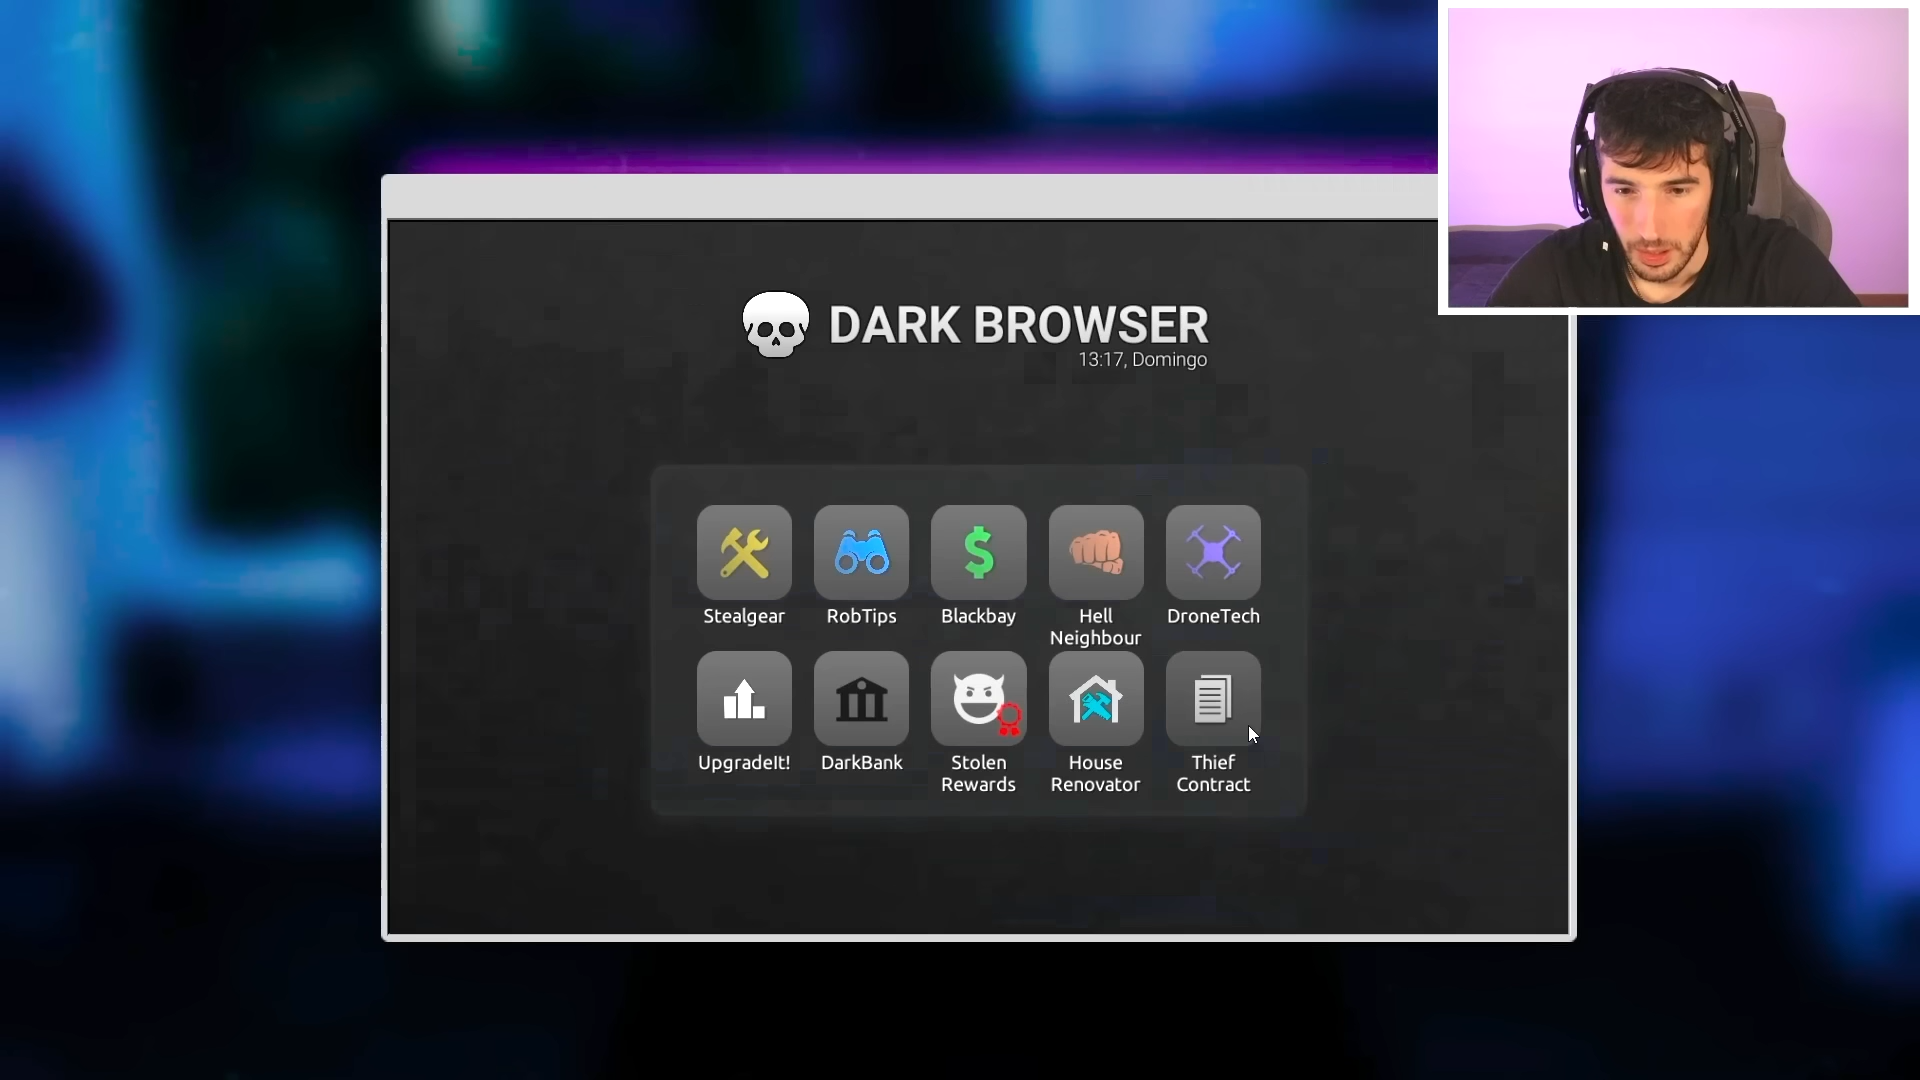 DARK BROWSER
13:17, Domingo
Stealgear
RobTips
Blackbay
Hell
Neighbour
DroneTech
UpgradeIt!
DarkBank
Stolen
Rewards
House
Renovator
Thief
Contract